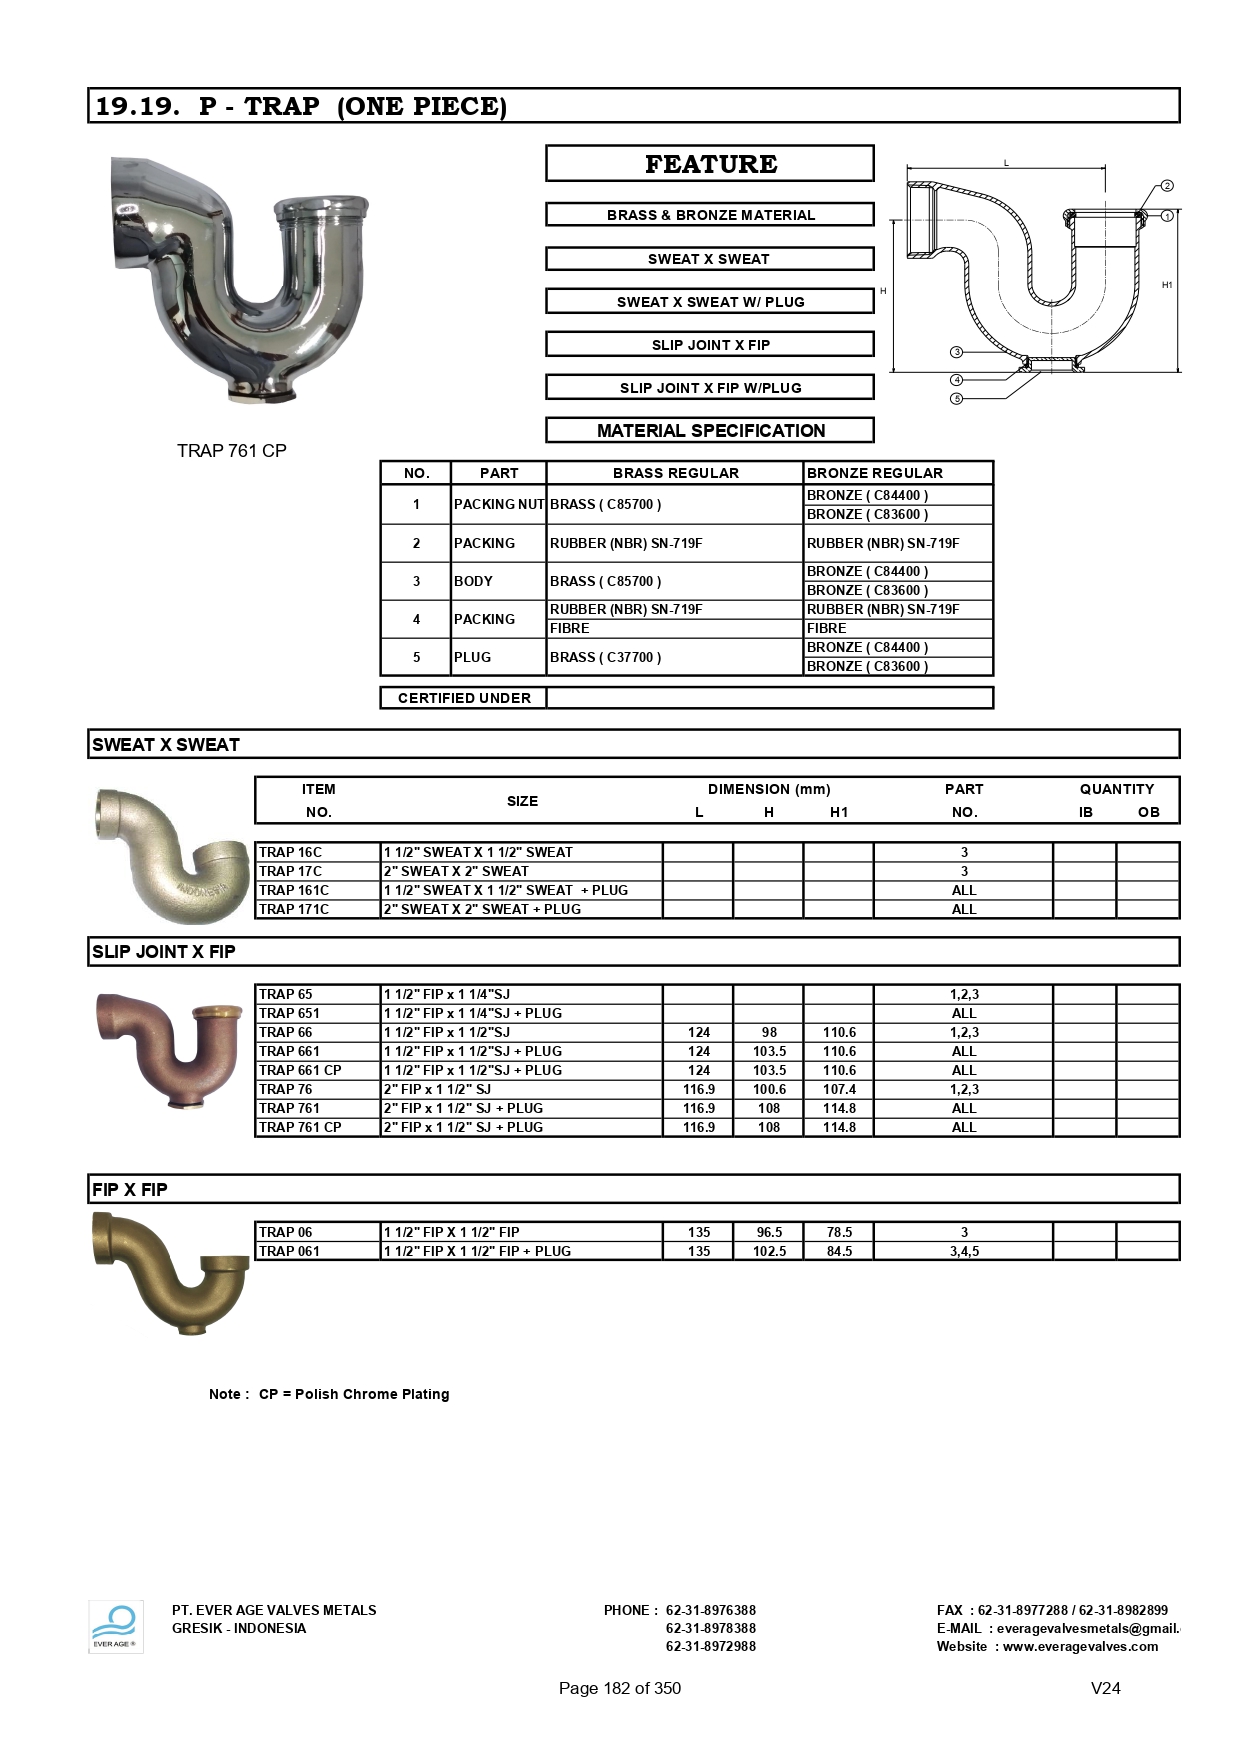 19.19.  P - TRAP  (ONE PIECE)
FEATURE
BRASS & BRONZE MATERIAL
SWEAT X SWEAT
SWEAT X SWEAT W/ PLUG
SLIP JOINT X FIP
SLIP JOINT X FIP W/PLUG
MATERIAL SPECIFICATION
L
2
1
H
H1
3
4
5
TRAP 761 CP
NO. PART BRASS REGULAR BRONZE REGULAR
1 PACKING NUT BRASS ( C85700 ) BRONZE ( C84400 )
BRONZE ( C83600 )
2 PACKING RUBBER (NBR) SN-719F RUBBER (NBR) SN-719F
3 BODY BRASS ( C85700 ) BRONZE ( C84400 )
BRONZE ( C83600 )
4 PACKING RUBBER (NBR) SN-719F RUBBER (NBR) SN-719F
FIBRE FIBRE
5 PLUG BRASS ( C37700 ) BRONZE ( C84400 )
BRONZE ( C83600 )
CERTIFIED UNDER
SWEAT X SWEAT
ITEM NO. SIZE DIMENSION (mm) PART NO. QUANTITY
L H H1 IB OB
INDONESIA
TRAP 16C 1 1/2" SWEAT X 1 1/2" SWEAT 3
TRAP 17C 2" SWEAT X 2" SWEAT 3
TRAP 161C 1 1/2" SWEAT X 1 1/2" SWEAT  + PLUG ALL
TRAP 171C 2" SWEAT X 2" SWEAT + PLUG ALL
SLIP JOINT X FIP
TRAP 65 1 1/2" FIP x 1 1/4"SJ 1,2,3
TRAP 651 1 1/2" FIP x 1 1/4"SJ + PLUG ALL
TRAP 66 1 1/2" FIP x 1 1/2"SJ 124 98 110.6 1,2,3
TRAP 661 1 1/2" FIP x 1 1/2"SJ + PLUG 124 103.5 110.6 ALL
TRAP 661 CP 1 1/2" FIP x 1 1/2"SJ + PLUG 124 103.5 110.6 ALL
TRAP 76 2" FIP x 1 1/2" SJ 116.9 100.6 107.4 1,2,3
TRAP 761 2" FIP x 1 1/2" SJ + PLUG 116.9 108 114.8 ALL
TRAP 761 CP 2" FIP x 1 1/2" SJ + PLUG 116.9 108 114.8 ALL
FIP X FIP
TRAP 06 1 1/2" FIP X 1 1/2" FIP 135 96.5 78.5 3
TRAP 061 1 1/2" FIP X 1 1/2" FIP + PLUG 135 102.5 84.5 3,4,5
Note :  CP = Polish Chrome Plating
EVER AGE ®
PT. EVER AGE VALVES METALS PHONE :  62-31-8976388 FAX  : 62-31-8977288 / 62-31-8982899
GRESIK - INDONESIA 62-31-8978388 E-MAIL  : everagevalvesmetals@gmail.
62-31-8972988 Website  : www.everagevalves.com
Page 182 of 350 V24